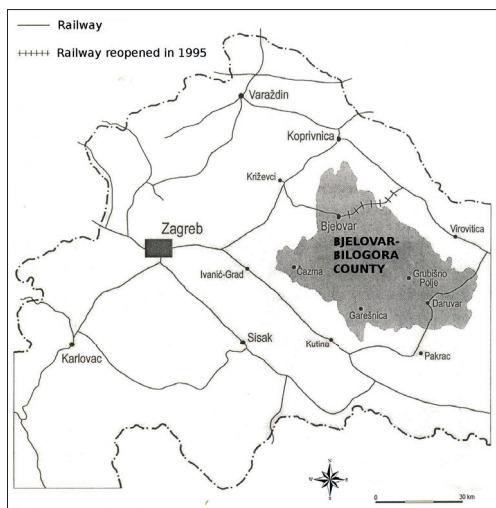 Railway
Railway reopened in 1995
Varaždin
Koprivnica
Križevci
Bjelovar
Virovitica
Zagreb
BJELOVAR-
BILOGORA
COUNTY
Ivanić-Grad
Čazma
Grubišno
Polje
Daruvar
Garešnica
Sisak
Kutina
Pakrac
Karlovac
N
W
E
S
0
30 km